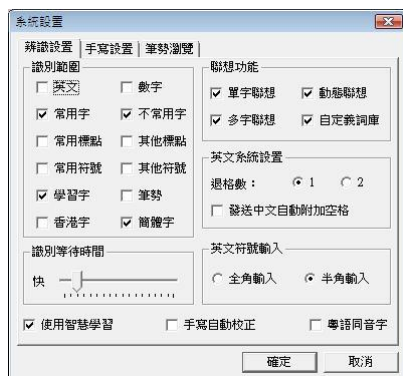 系統設置
辨識設置 手寫設置 筆勢瀏覽
識別範圍
英文 數字
常用字 不常用字
常用標點 其他標點
常用符號 其他符號
學習字 筆勢
香港字 簡體字
聯想功能
單字聯想 動態聯想
多字聯想 自定義詞庫
英文系統設置
退格數： 1 2
發送中文自動附加空格
識別等待時間
快
英文符號輸入
全角輸入 半角輸入
使用智慧學習 手寫自動校正 粵語同音字
確定 取消